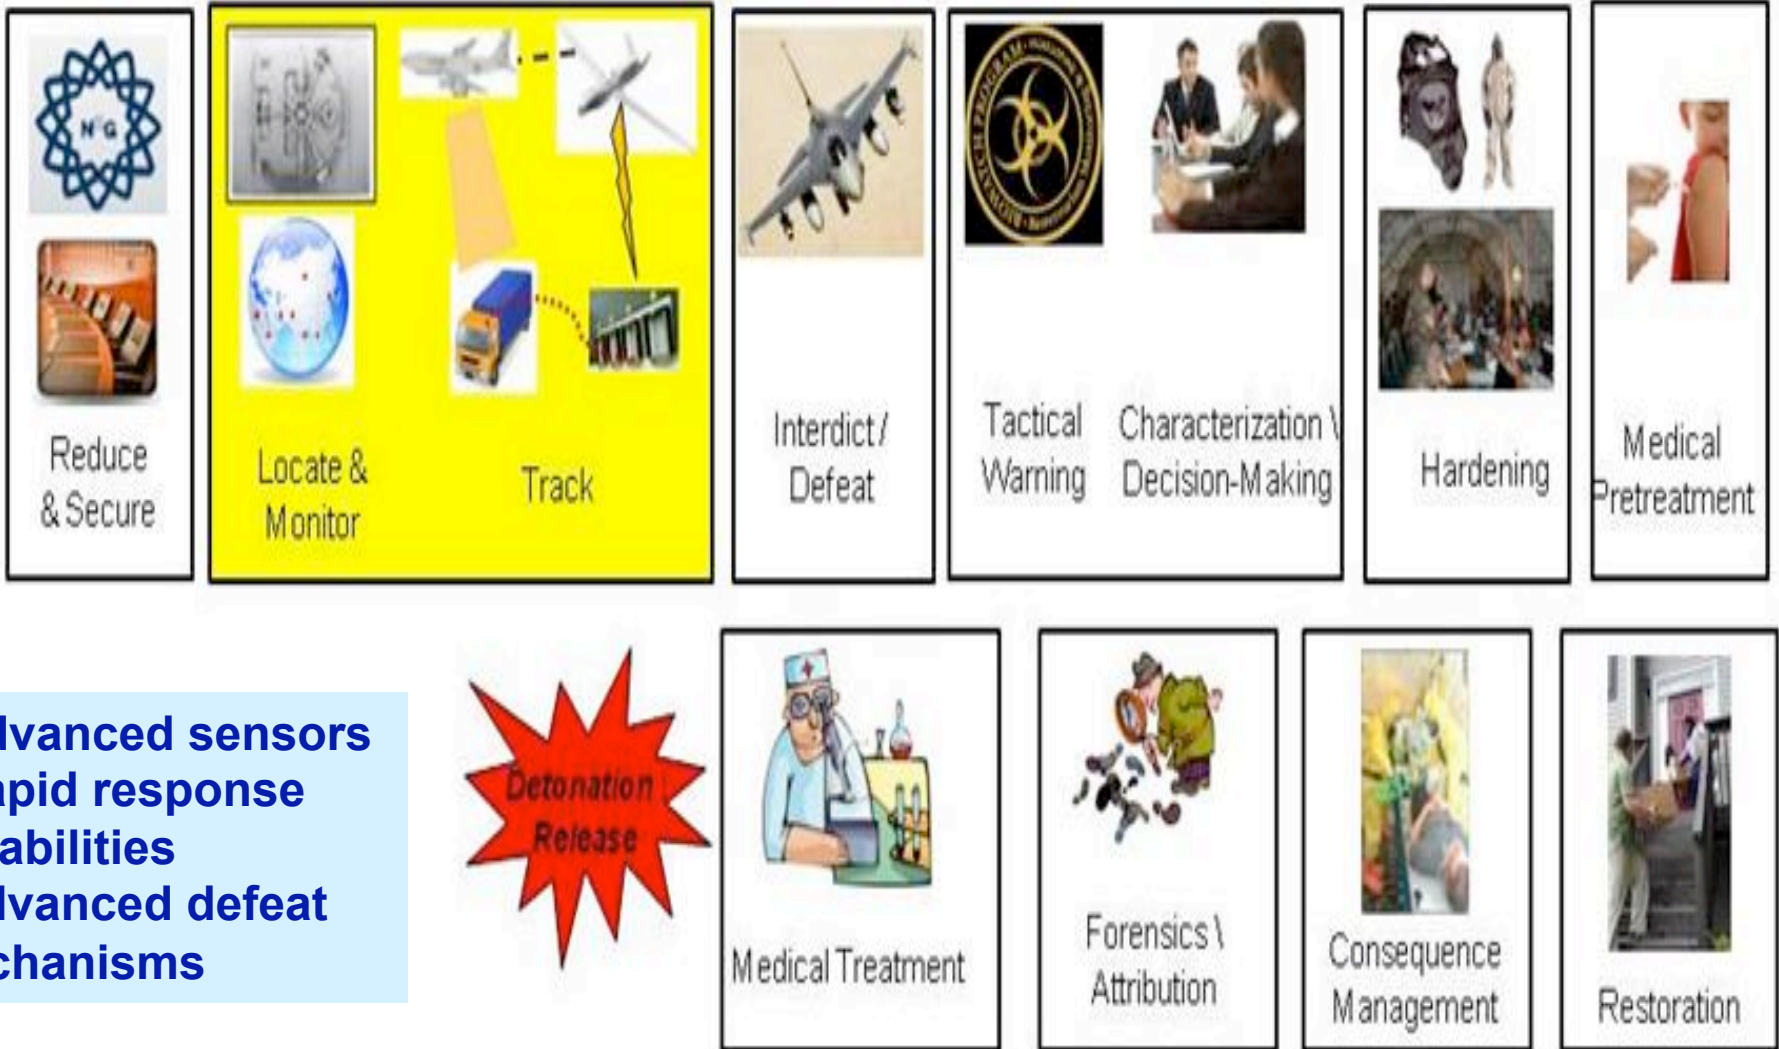 Reduce
& Secure
Locate &
Monitor
Track
Interdict /
Defeat
Tactical
Warning
Characterization \
Decision-Making
Hardening
Medical
Pretreatment
dvanced sensors
apid response
abilities
dvanced defeat
chanisms
Detonation
Release
Medical Treatment
Forensics \
Attribution
Consequence
Management
Restoration